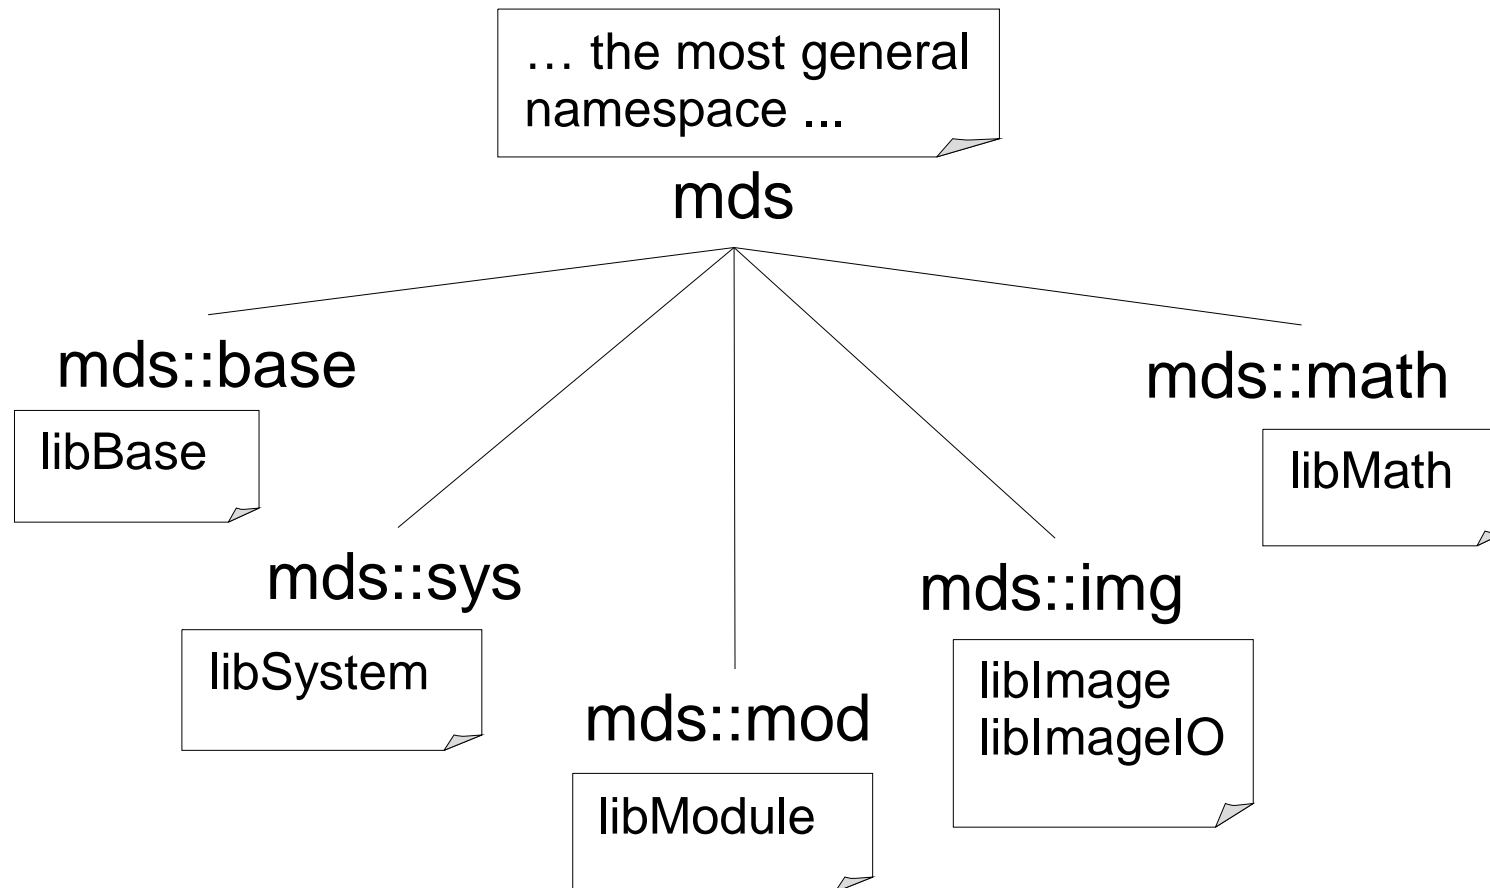 … the most general
namespace ...
mds
mds::base
libBase
mds::math
libMath
mds::sys
libSystem
mds::img
libImage
libImageIO
mds::mod
libModule